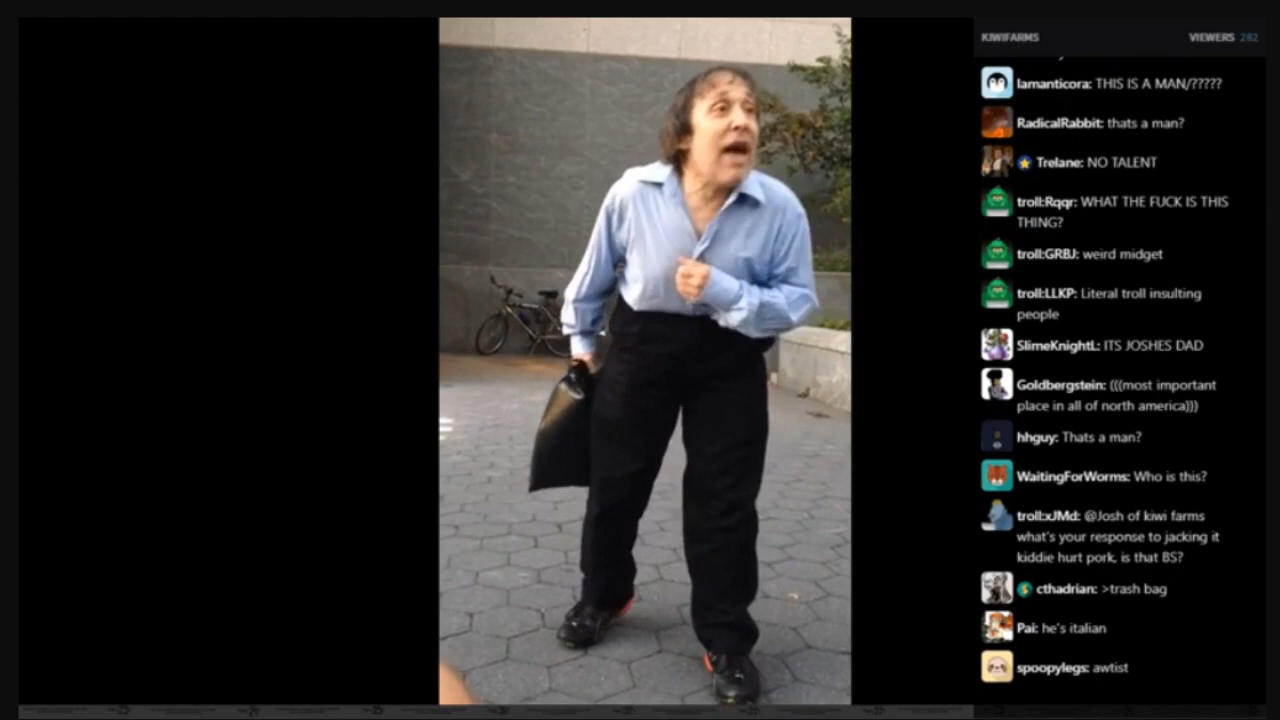 KIWIFARMS VIEWERS 282
lamanticora: THIS IS A MAN/?????
RadicalRabbit: thats a man?
Trelane: NO TALENT
troll:Rqqr: WHAT THE FUCK IS THIS
THING?
troll:GRBJ: weird midget
troll:LLKP: Literal troll insulting
people
SlimeKnightL: ITS JOSHES DAD
Goldbergstein: (((most important
place in all of north america)))
hhguy: Thats a man?
WaitingForWorms: Who is this?
troll:xJMd: @Josh of kiwi farms
what's your response to jacking it
kiddie hurt pork, is that BS?
cthadrian: >trash bag
Pai: he's italian
spoopylegs: awtist